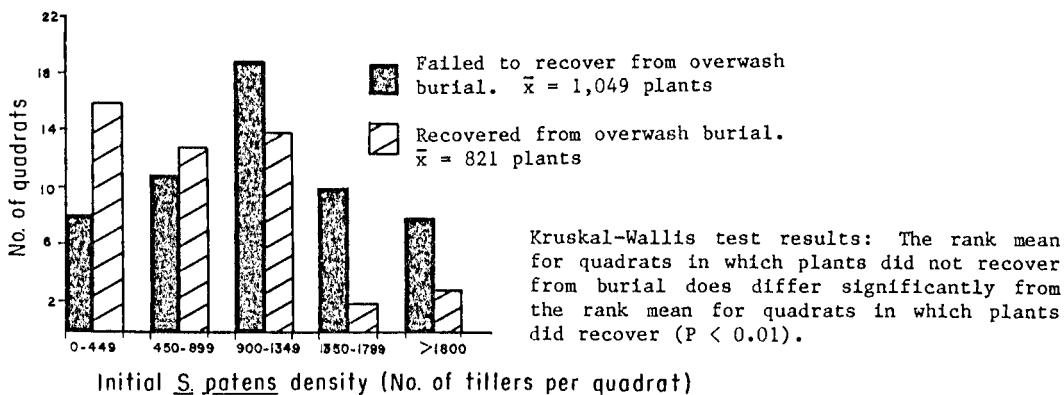 22
18
14
10
6
2
No. of quadrats
0-449
450-899
900-1349
1350-1799
>1800
Initial S. patens density (No. of tillers per quadrat)
Failed to recover from overwash
burial. x̄ = 1,049 plants
Recovered from overwash burial.
x̄ = 821 plants
Kruskal-Wallis test results: The rank mean
for quadrats in which plants did not recover
from burial does differ significantly from
the rank mean for quadrats in which plants
did recover (P < 0.01).